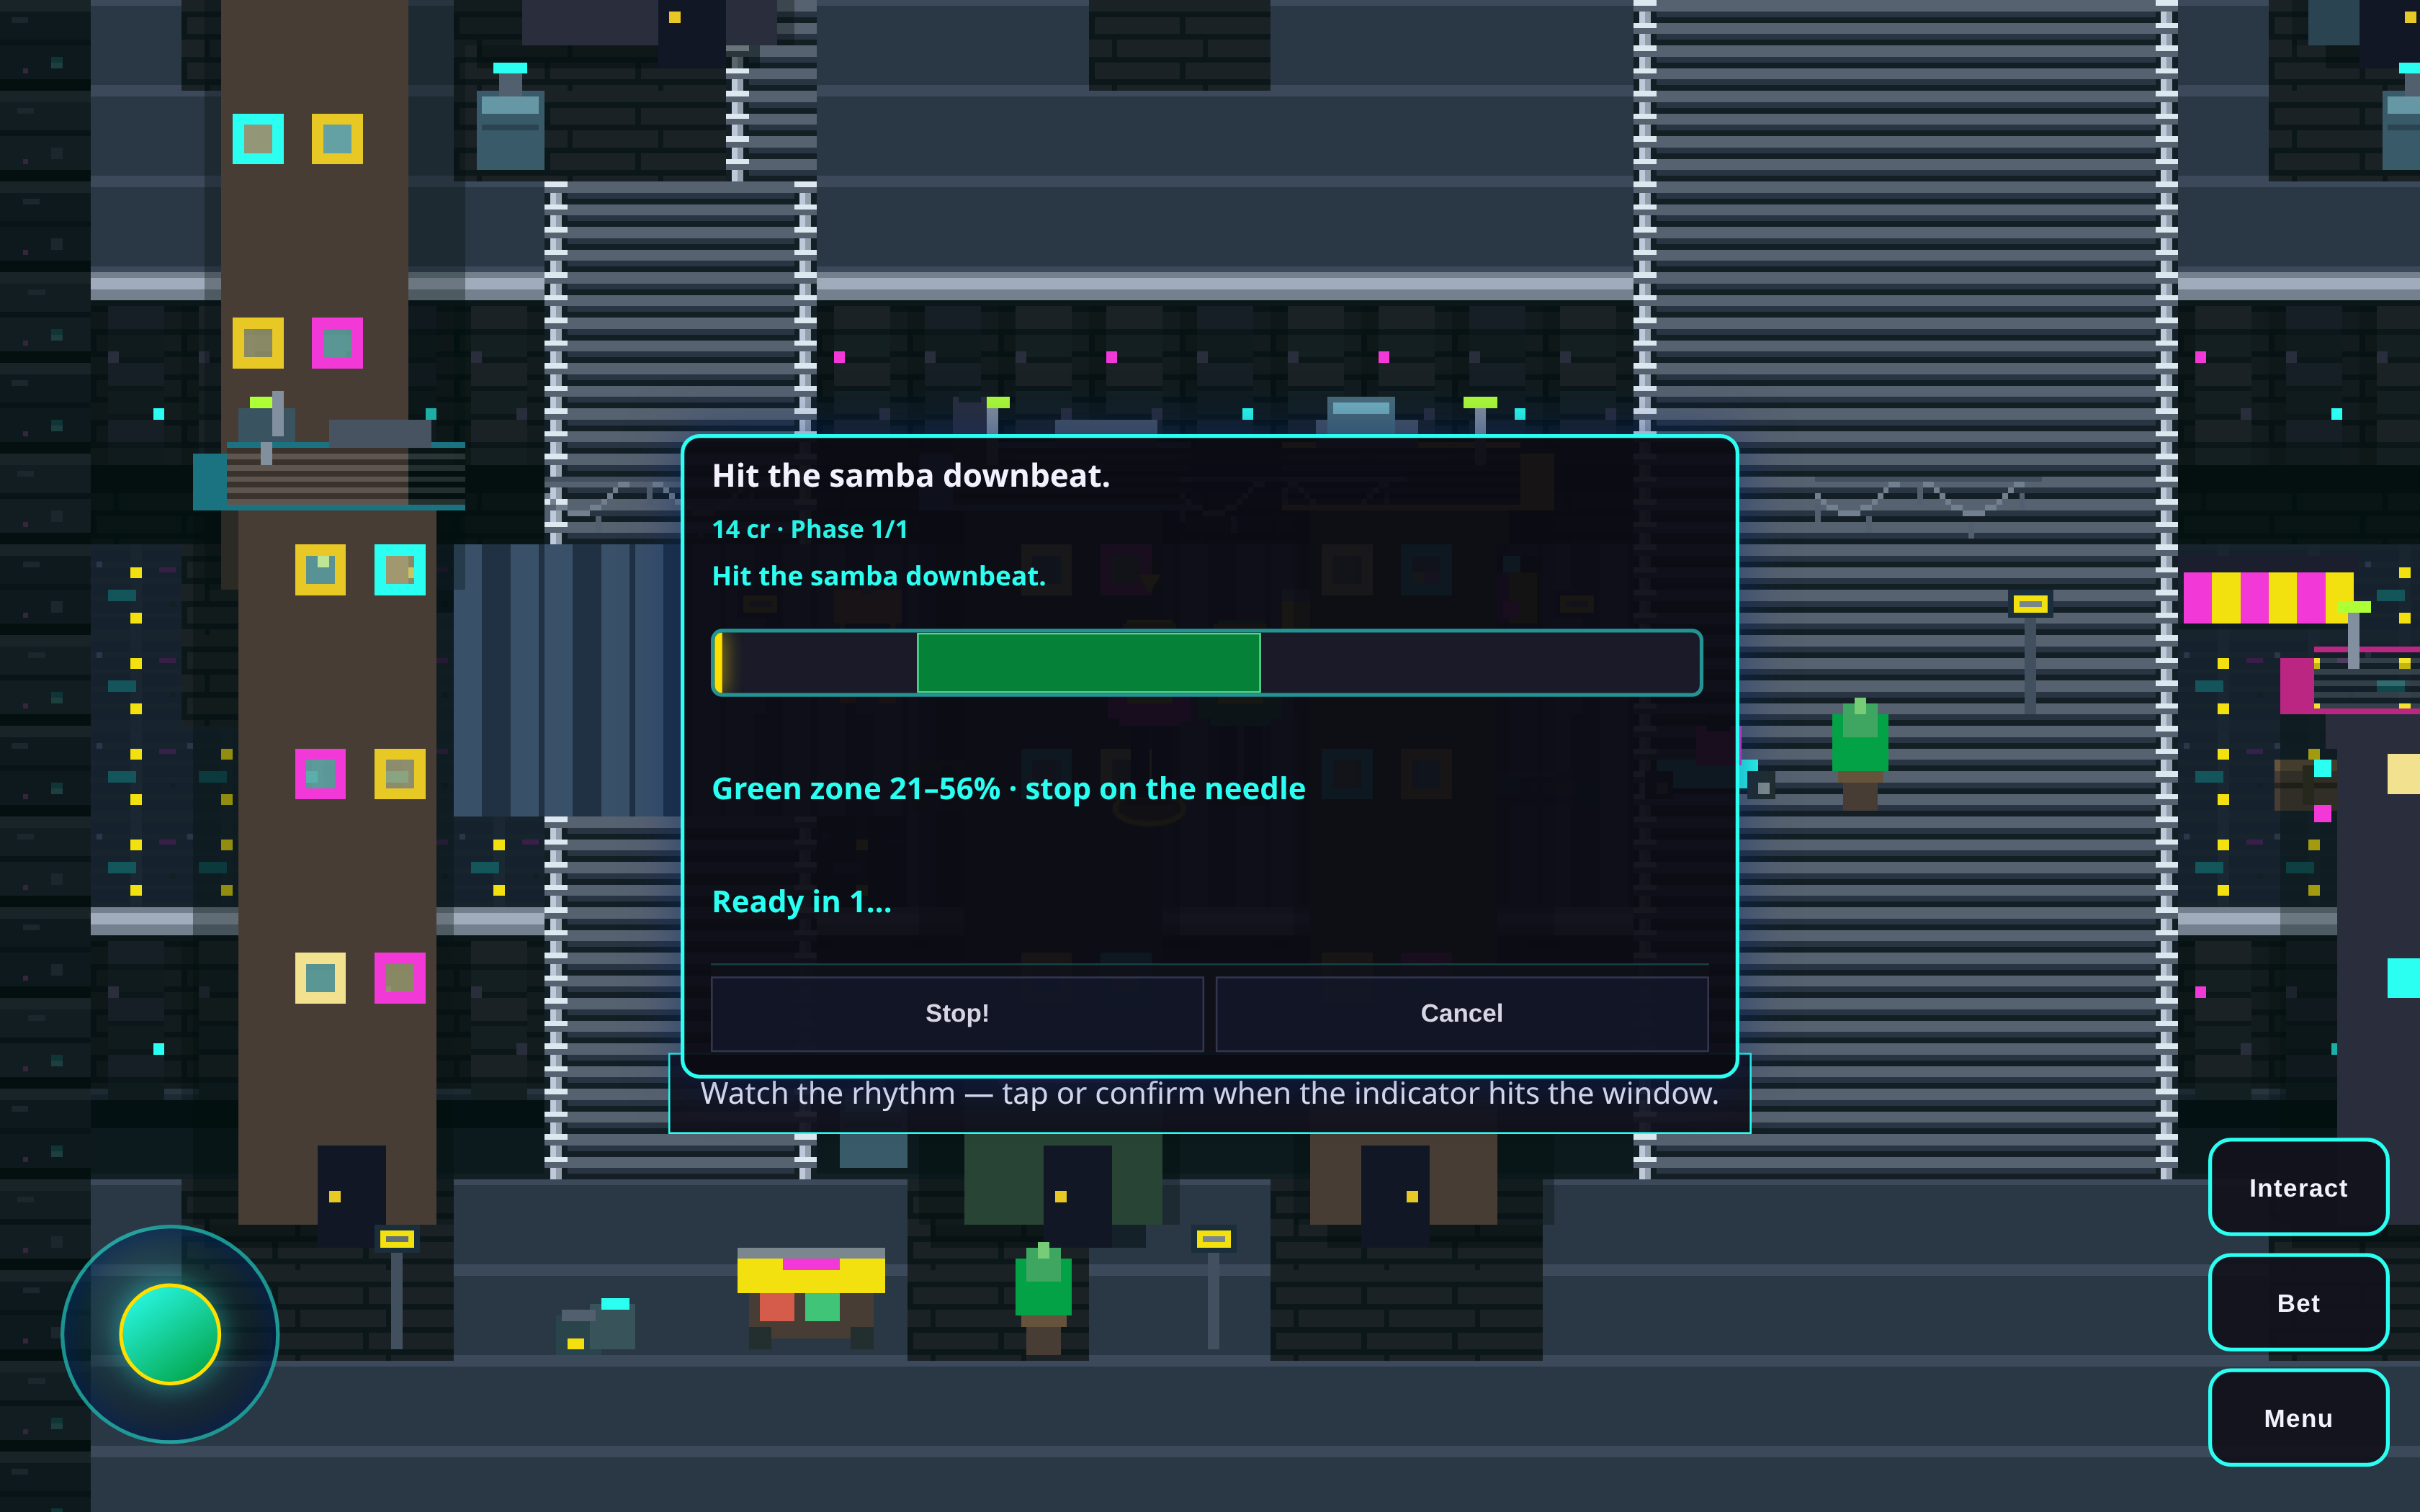 Hit the samba downbeat.
14 cr · Phase 1/1
Hit the samba downbeat.
Green zone 21–56% · stop on the needle
Ready in 1...
Stop!
Cancel
Watch the rhythm — tap or confirm when the indicator hits the window.
Interact
Bet
Menu